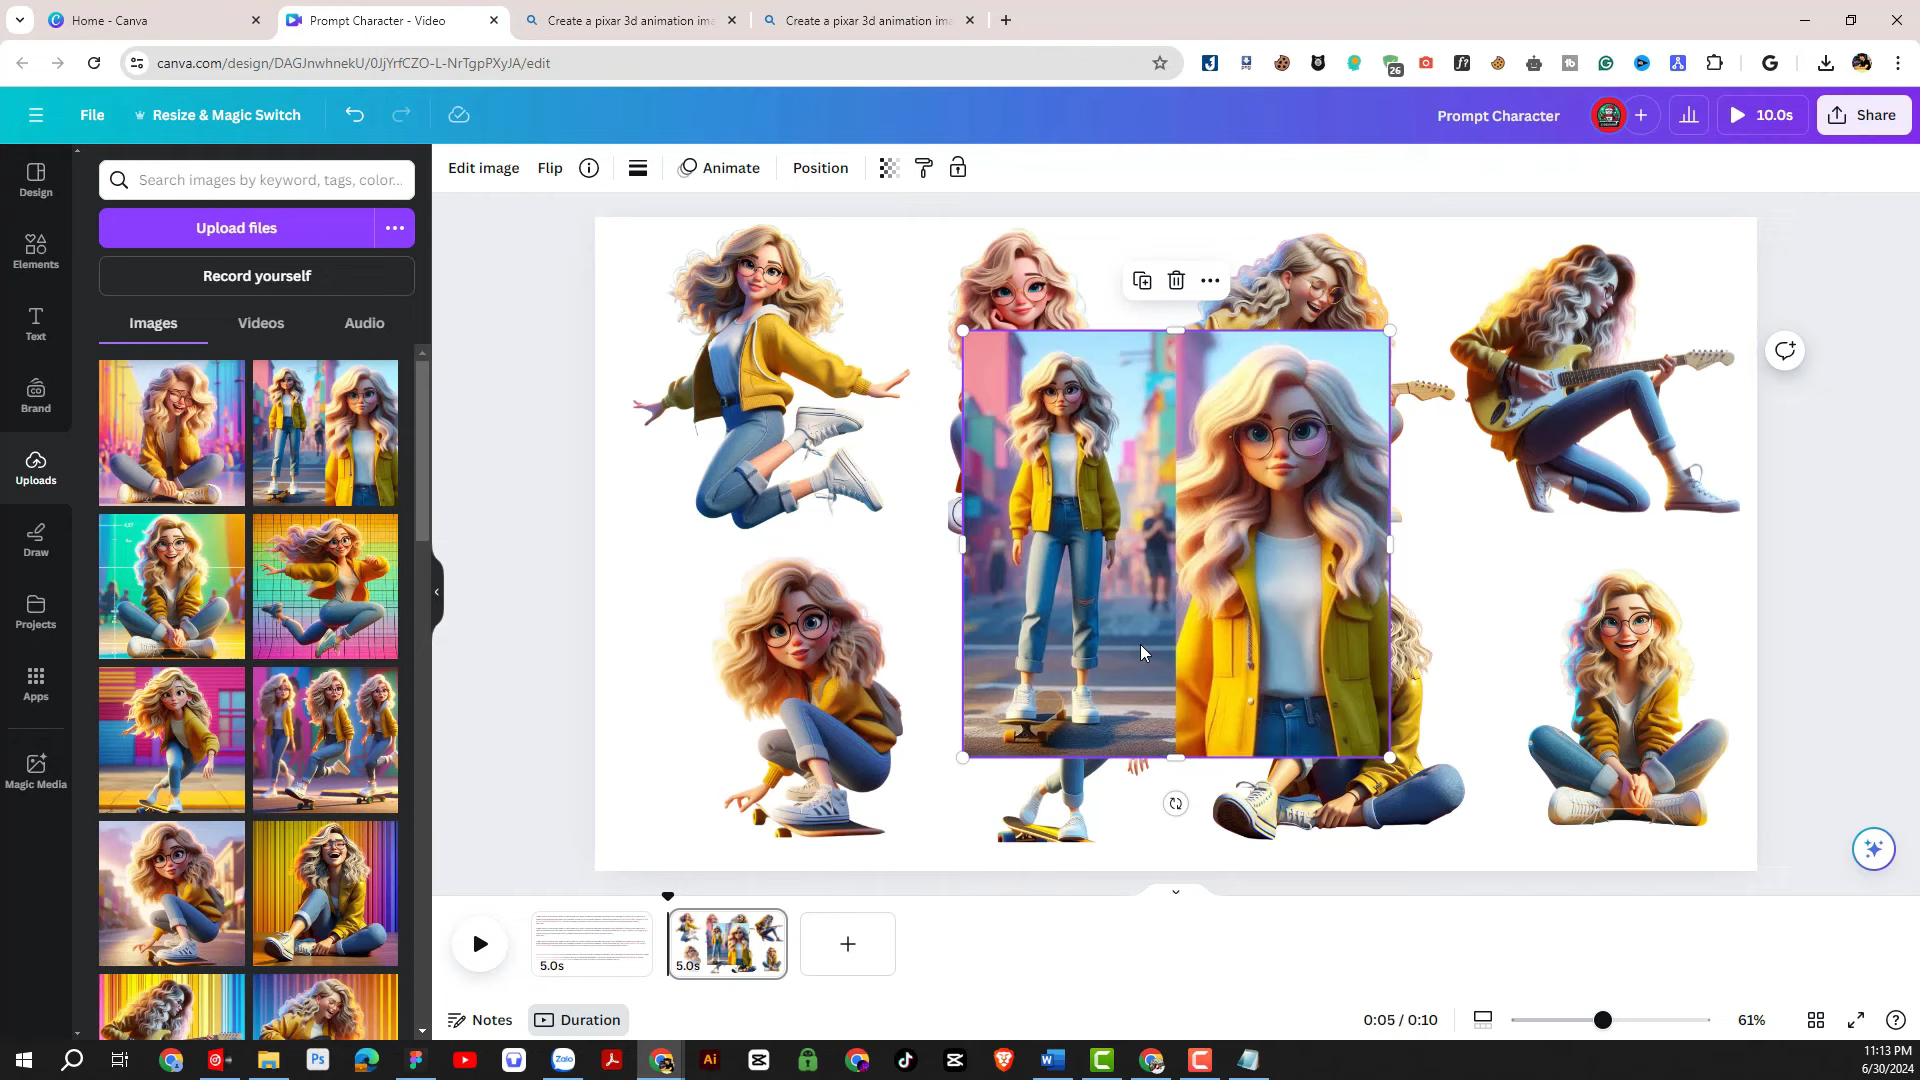 Home - Canva
Prompt Character - Video
Create a pixar 3d animation ima
Create a pixar 3d animation ima
canva.com/design/DAGJnwhnekU/0JjYrfCZO-L-NrTgpPXyJA/edit
26
File
Resize & Magic Switch
Prompt Character
10.0s
Share
Design
Elements
Text
Brand
Uploads
Draw
Projects
Apps
Magic Media
Search images by keyword, tags, color...
Upload files
Record yourself
Images
Videos
Audio
Edit image
Flip
Animate
Position
5.0s
5.0s
Notes
Duration
0:05 / 0:10
61%
11:13 PM
6/30/2024